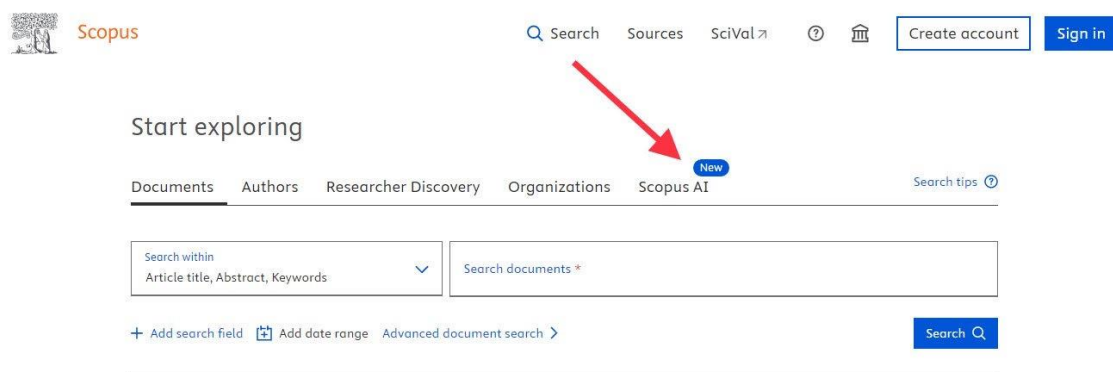 Scopus
Search Sources SciVal Create account Sign in
Start exploring
New
Documents Authors Researcher Discovery Organizations Scopus AI Search tips
Search within
Article title, Abstract, Keywords
Search documents *
+ Add search field Add date range Advanced document search
Search